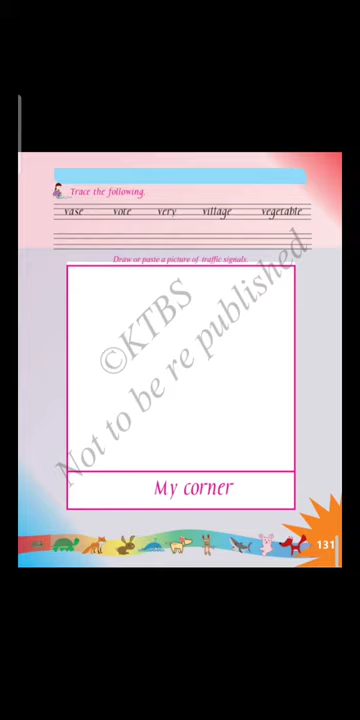 Trace the following.
vase vote very village vegetable
Draw or paste a picture of traffic signals.
©KTBS
Not to be re published
My corner
131